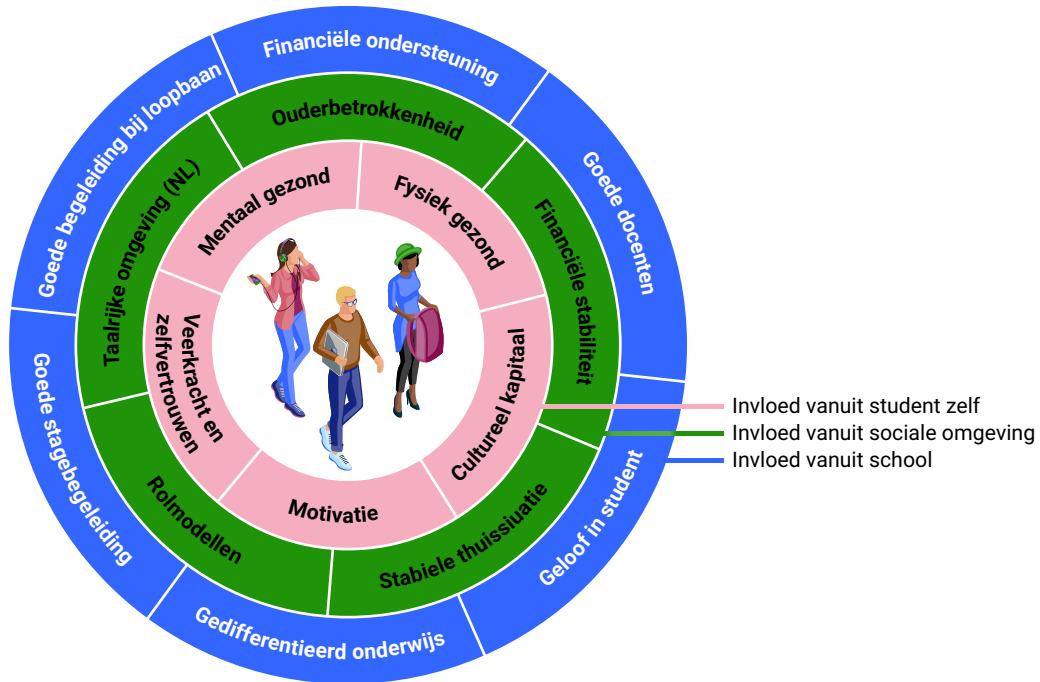 Financiële ondersteuning
Goede docenten
Geloof in student
Gedifferentieerd onderwijs
Goede stagebegeleiding
Goede begeleiding bij loopbaan
Ouderbetrokkenheid
Financiële stabiliteit
Stabiele thuissiuatie
Rolmodellen
Taalrijke omgeving (NL)
Mentaal gezond
Fysiek gezond
Cultureel kapitaal
Motivatie
Veerkracht en
zelfvertrouwen
Invloed vanuit student zelf
Invloed vanuit sociale omgeving
Invloed vanuit school